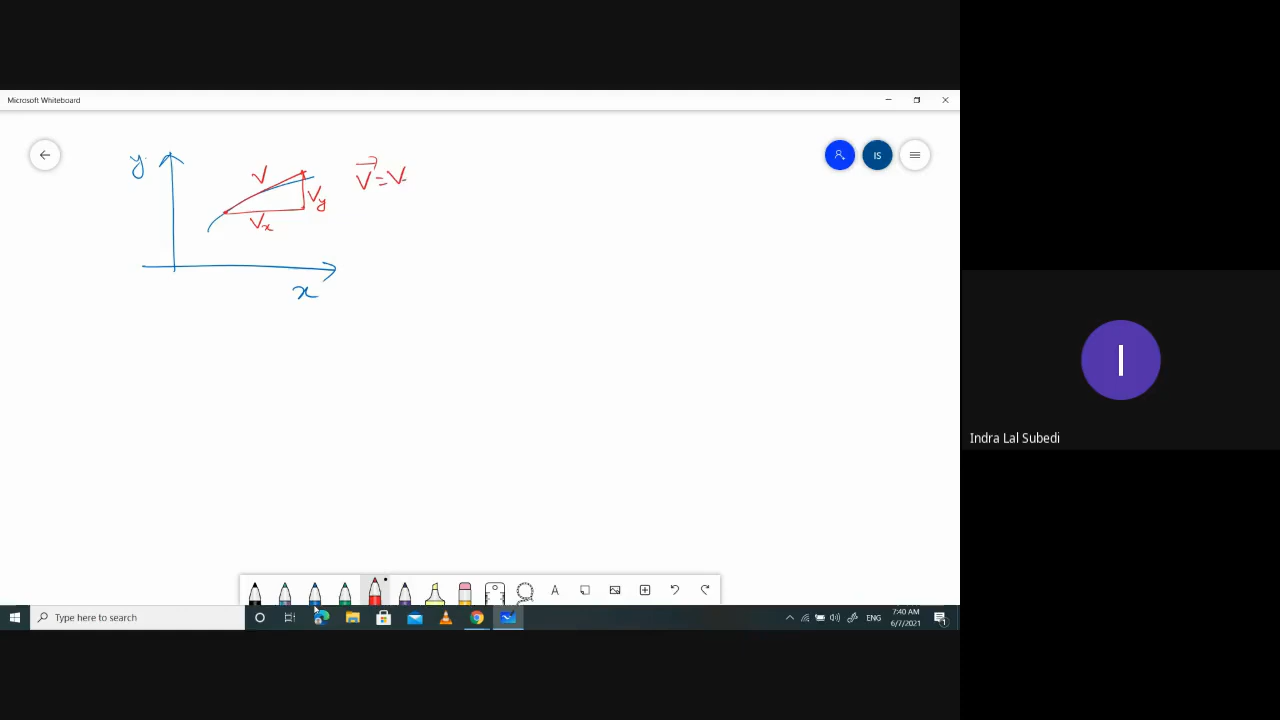 Microsoft Whiteboard
IS
y
V
V⃗ = V
Vy
Vx
x
I
Indra Lal Subedi
A
Type here to search
ENG
7:40 AM
6/7/2021
1